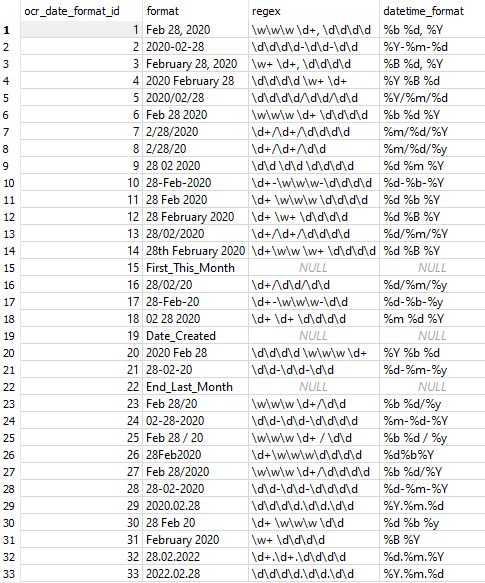 ocr_date_format_id format regex datetime_format
1 1 Feb 28, 2020 \w\w\w \d+, \d\d\d\d %b %d, %Y
2 2 2020-02-28 \d\d\d\d-\d\d-\d\d %Y-%m-%d
3 3 February 28, 2020 \w+ \d+, \d\d\d\d %B %d, %Y
4 4 2020 February 28 \d\d\d\d \w+ \d+ %Y %B %d
5 5 2020/02/28 \d\d\d\d/\d\d/\d\d %Y/%m/%d
6 6 Feb 28 2020 \w\w\w \d+ \d\d\d\d %b %d %Y
7 7 2/28/2020 \d+/\d+/\d\d\d\d %m/%d/%Y
8 8 2/28/20 \d+/\d+/\d\d %m/%d/%y
9 9 28 02 2020 \d\d \d\d \d\d\d\d %d %m %Y
10 10 28-Feb-2020 \d+-\w\w\w-\d\d\d\d %d-%b-%Y
11 11 28 Feb 2020 \d+ \w\w\w \d\d\d\d %d %b %Y
12 12 28 February 2020 \d+ \w+ \d\d\d\d %d %B %Y
13 13 28/02/2020 \d+/\d+/\d\d\d\d %d/%m/%Y
14 14 28th February 2020 \d+\w\w \w+ \d\d\d\d %d %B %Y
15 15 First_This_Month NULL NULL
16 16 28/02/20 \d+/\d\d/\d\d %d/%m/%y
17 17 28-Feb-20 \d+-\w\w\w-\d\d %d-%b-%y
18 18 02 28 2020 \d+ \d+ \d\d\d\d %m %d %Y
19 19 Date_Created NULL NULL
20 20 2020 Feb 28 \d\d\d\d \w\w\w \d+ %Y %b %d
21 21 28-02-20 \d\d-\d\d-\d\d %d-%m-%y
22 22 End_Last_Month NULL NULL
23 23 Feb 28/20 \w\w\w \d+/\d\d %b %d/%y
24 24 02-28-2020 \d\d-\d\d-\d\d\d\d %m-%d-%Y
25 25 Feb 28 / 20 \w\w\w \d+ / \d\d %b %d / %y
26 26 28Feb2020 \d+\w\w\w\d\d\d\d %d%b%Y
27 27 Feb 28/2020 \w\w\w \d+/\d\d\d\d %b %d/%Y
28 28 28-02-2020 \d\d-\d\d-\d\d\d\d %d-%m-%Y
29 29 2020.02.28 \d\d\d\d.\d\d.\d\d %Y.%m.%d
30 30 28 Feb 20 \d+ \w\w\w \d\d %d %b %y
31 31 February 2020 \w+ \d\d\d\d %B %Y
32 32 28.02.2022 \d+.\d+.\d\d\d\d %d.%m.%Y
33 33 2022.02.28 \d\d\d\d.\d\d.\d\d %Y.%m.%d